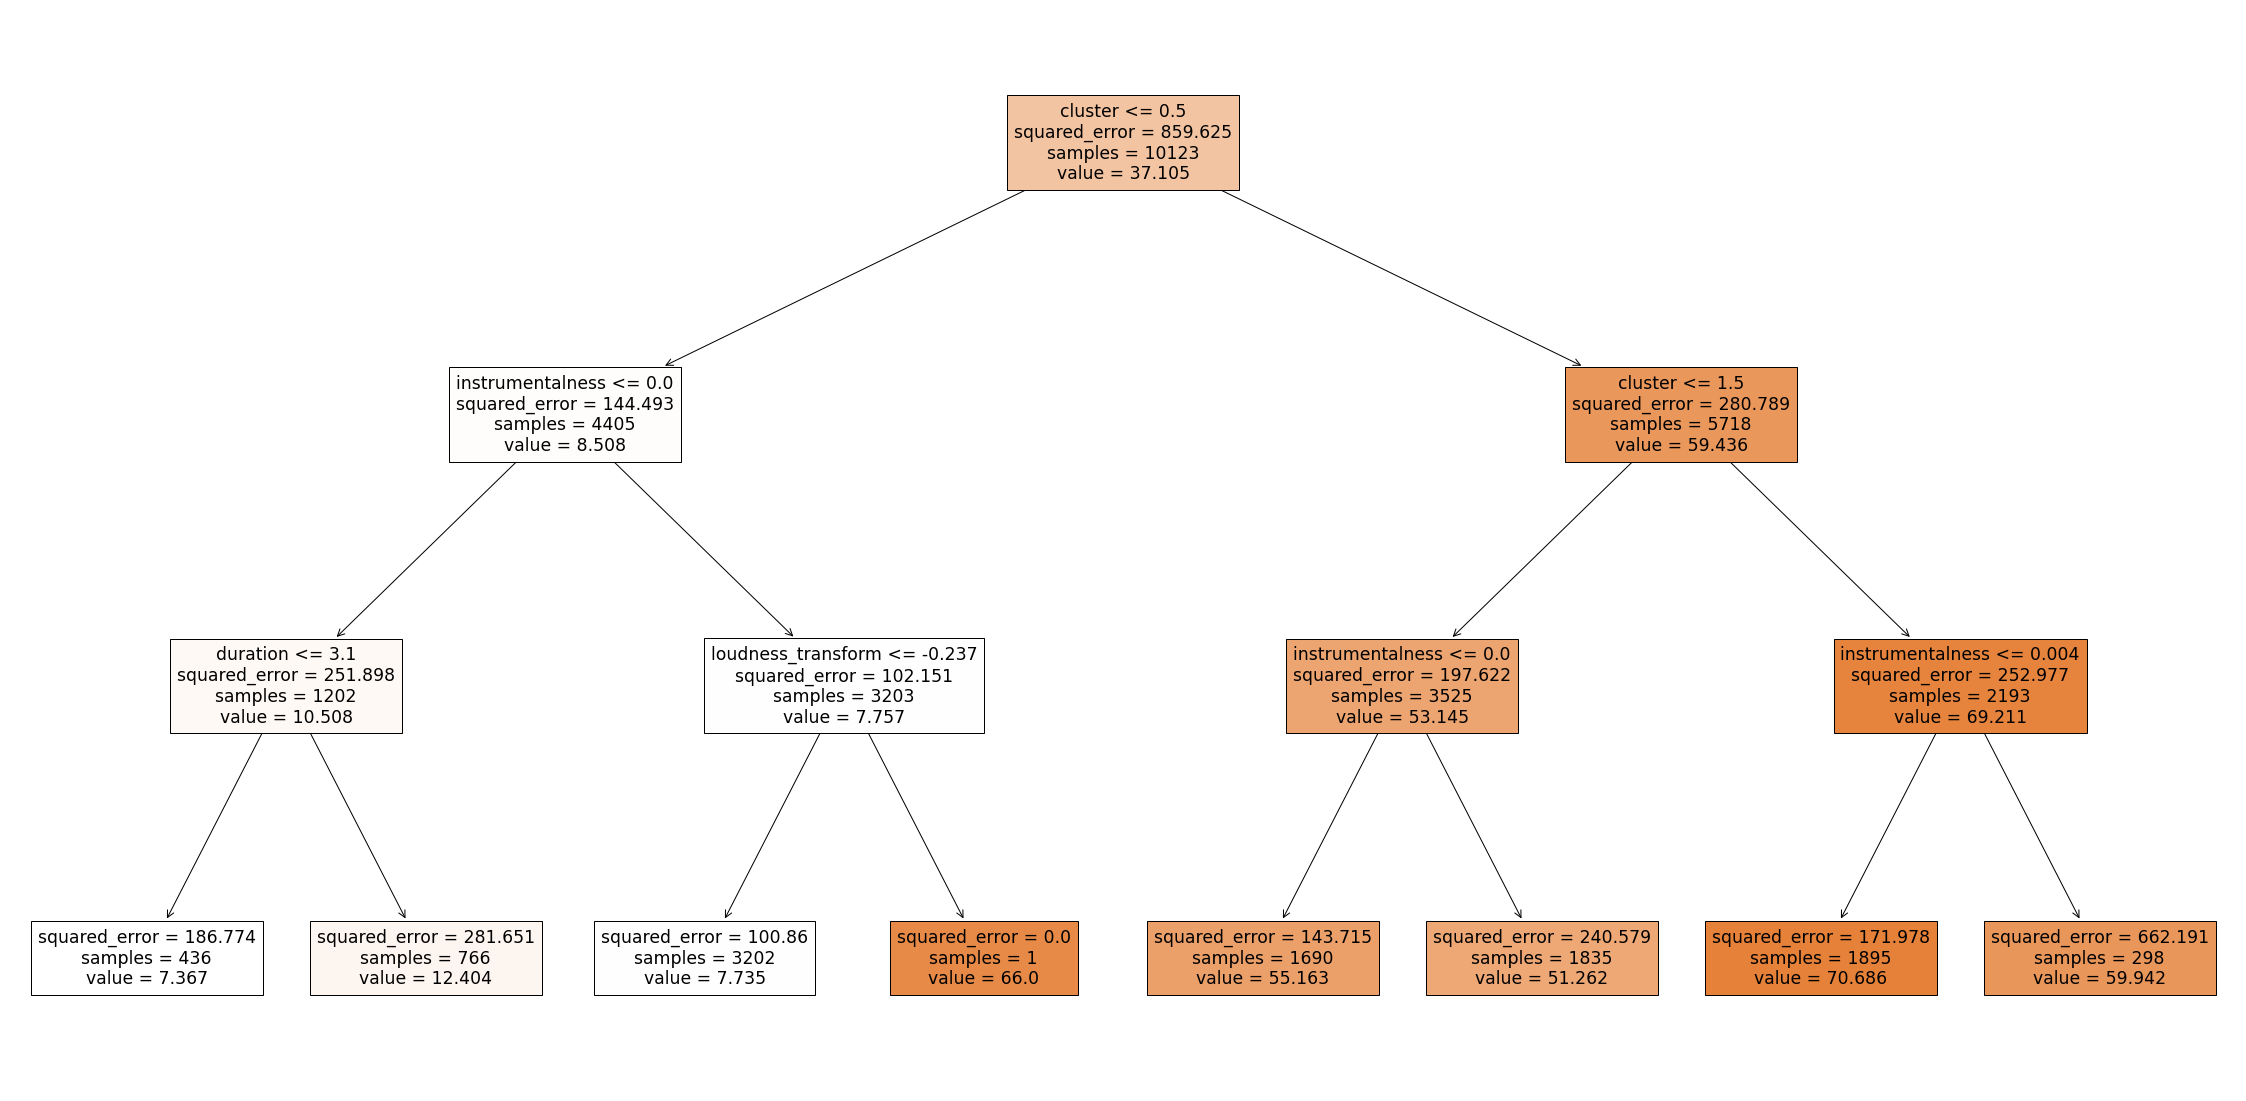 cluster <= 0.5
squared_error = 859.625
samples = 10123
value = 37.105
instrumentalness <= 0.0
squared_error = 144.493
samples = 4405
value = 8.508
cluster <= 1.5
squared_error = 280.789
samples = 5718
value = 59.436
duration <= 3.1
squared_error = 251.898
samples = 1202
value = 10.508
loudness_transform <= -0.237
squared_error = 102.151
samples = 3203
value = 7.757
instrumentalness <= 0.0
squared_error = 197.622
samples = 3525
value = 53.145
instrumentalness <= 0.004
squared_error = 252.977
samples = 2193
value = 69.211
squared_error = 186.774
samples = 436
value = 7.367
squared_error = 281.651
samples = 766
value = 12.404
squared_error = 100.86
samples = 3202
value = 7.735
squared_error = 0.0
samples = 1
value = 66.0
squared_error = 143.715
samples = 1690
value = 55.163
squared_error = 240.579
samples = 1835
value = 51.262
squared_error = 171.978
samples = 1895
value = 70.686
squared_error = 662.191
samples = 298
value = 59.942